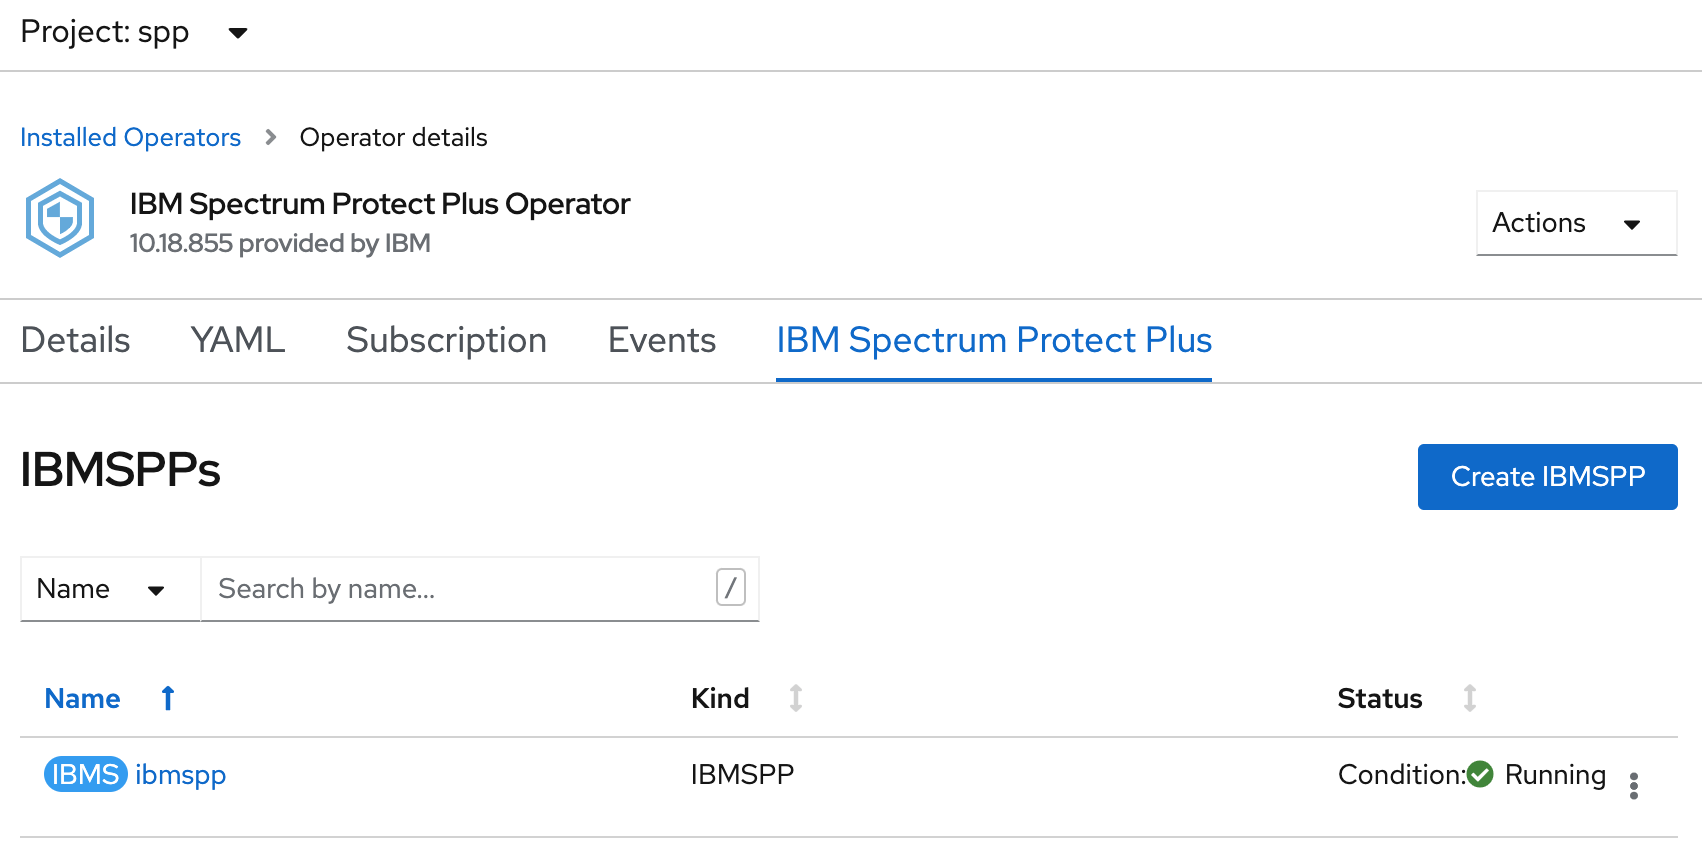 Project: spp
Installed Operators > Operator details
IBM Spectrum Protect Plus Operator
10.18.855 provided by IBM
Actions
Details YAML Subscription Events IBM Spectrum Protect Plus
IBMSPPs
Create IBMSPP
Name Search by name... /
Name Kind Status
IBMS ibmspp IBMSPP Condition: Running